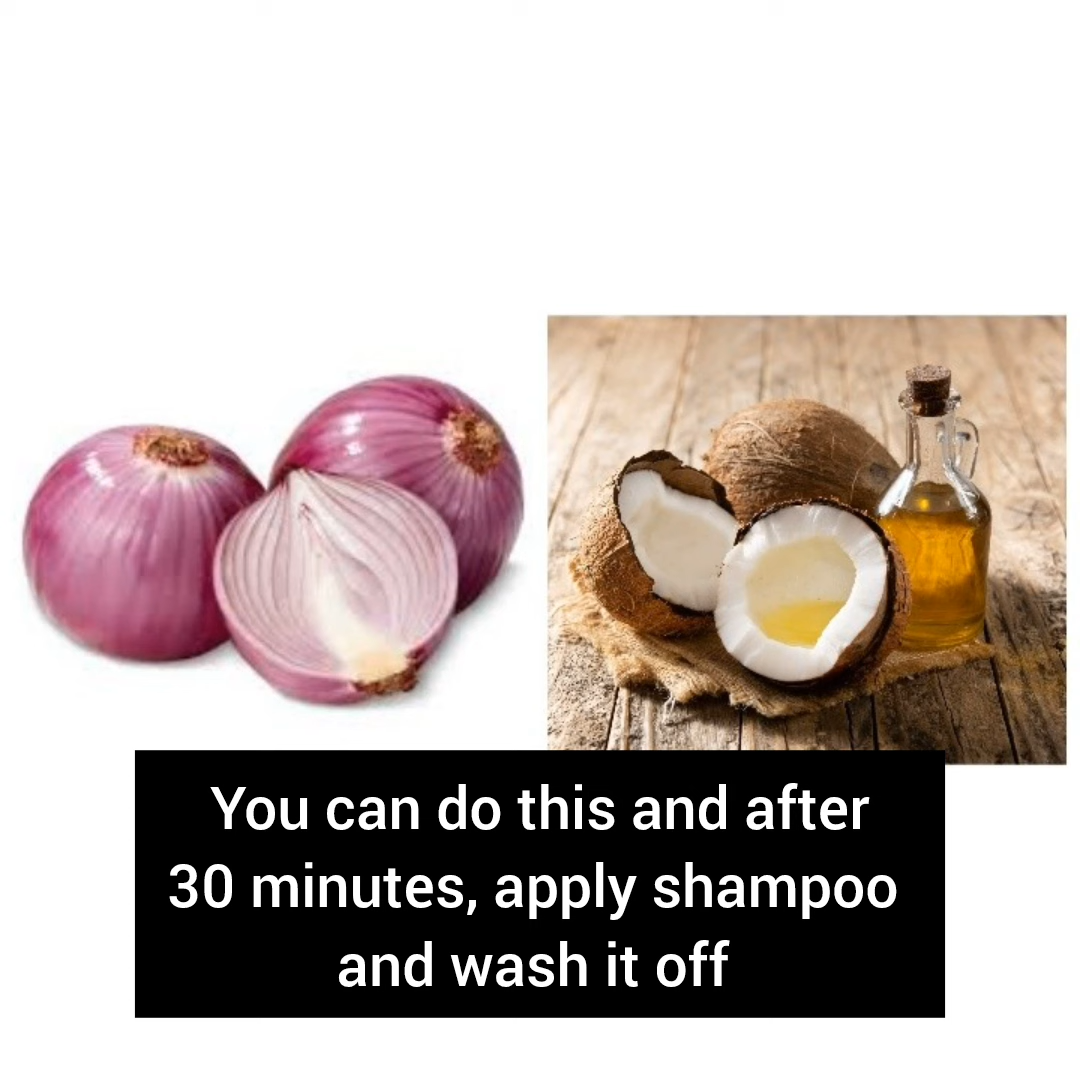 You can do this and after
30 minutes, apply shampoo
and wash it off